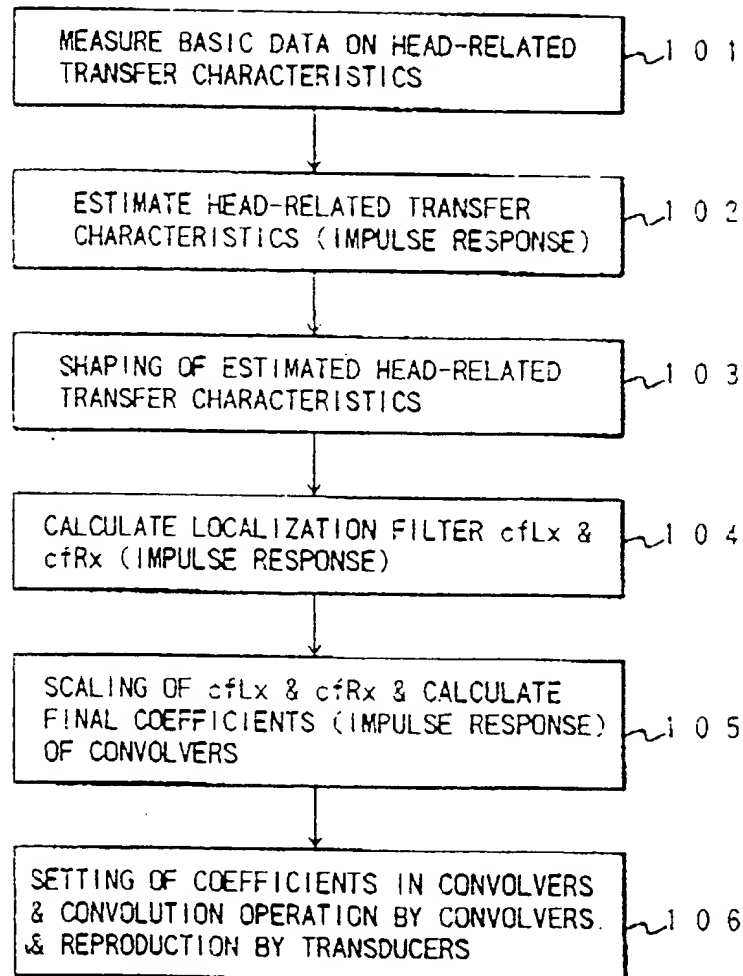 MEASURE BASIC DATA ON HEAD-RELATED
TRANSFER CHARACTERISTICS
101
ESTIMATE HEAD-RELATED TRANSFER
CHARACTERISTICS (IMPULSE RESPONSE)
102
SHAPING OF ESTIMATED HEAD-RELATED
TRANSFER CHARACTERISTICS
103
CALCULATE LOCALIZATION FILTER cfLx &
cfRx (IMPULSE RESPONSE)
104
SCALING OF cfLx & cfRx & CALCULATE
FINAL COEFFICIENTS (IMPULSE RESPONSE)
OF CONVOLVERS
105
SETTING OF COEFFICIENTS IN CONVOLVERS
& CONVOLUTION OPERATION BY CONVOLVERS
& REPRODUCTION BY TRANSDUCERS
106